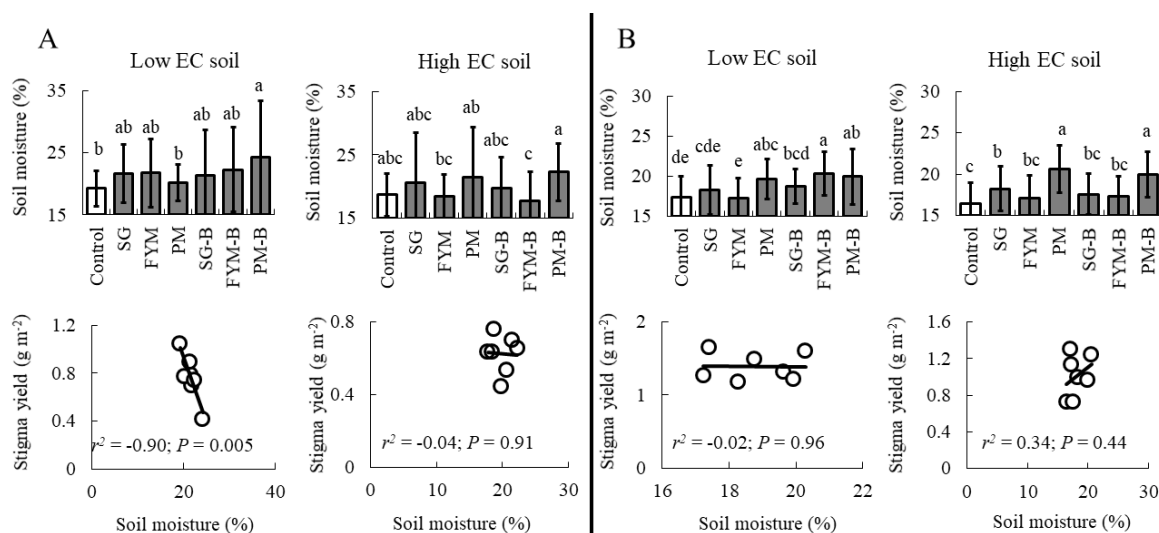 A
Low EC soil
Soil moisture (%)
35
25
15
b
ab
ab
b
ab
ab
a
Control
SG
FYM
PM
SG-B
FYM-B
PM-B
High EC soil
Soil moisture (%)
35
25
15
abc
abc
bc
ab
abc
c
a
Control
SG
FYM
PM
SG-B
FYM-B
PM-B
Stigma yield (g m-2)
1.2
0.8
0.4
0
r2 = -0.90; P = 0.005
0 20 40
Soil moisture (%)
Stigma yield (g m-2)
0.8
0.4
0
r2 = -0.04; P = 0.91
0 10 20 30
Soil moisture (%)
B
Low EC soil
Soil moisture (%)
30
25
20
15
de
cde
e
abc
bcd
a
ab
Control
SG
FYM
PM
SG-B
FYM-B
PM-B
High EC soil
Soil moisture (%)
30
25
20
15
c
b
bc
a
bc
bc
a
Control
SG
FYM
PM
SG-B
FYM-B
PM-B
Stigma yield (g m-2)
2
1
0
r2 = -0.02; P = 0.96
16 18 20 22
Soil moisture (%)
Stigma yield (g m-2)
1.6
1.2
0.8
0.4
0
r2 = 0.34; P = 0.44
0 10 20 30
Soil moisture (%)